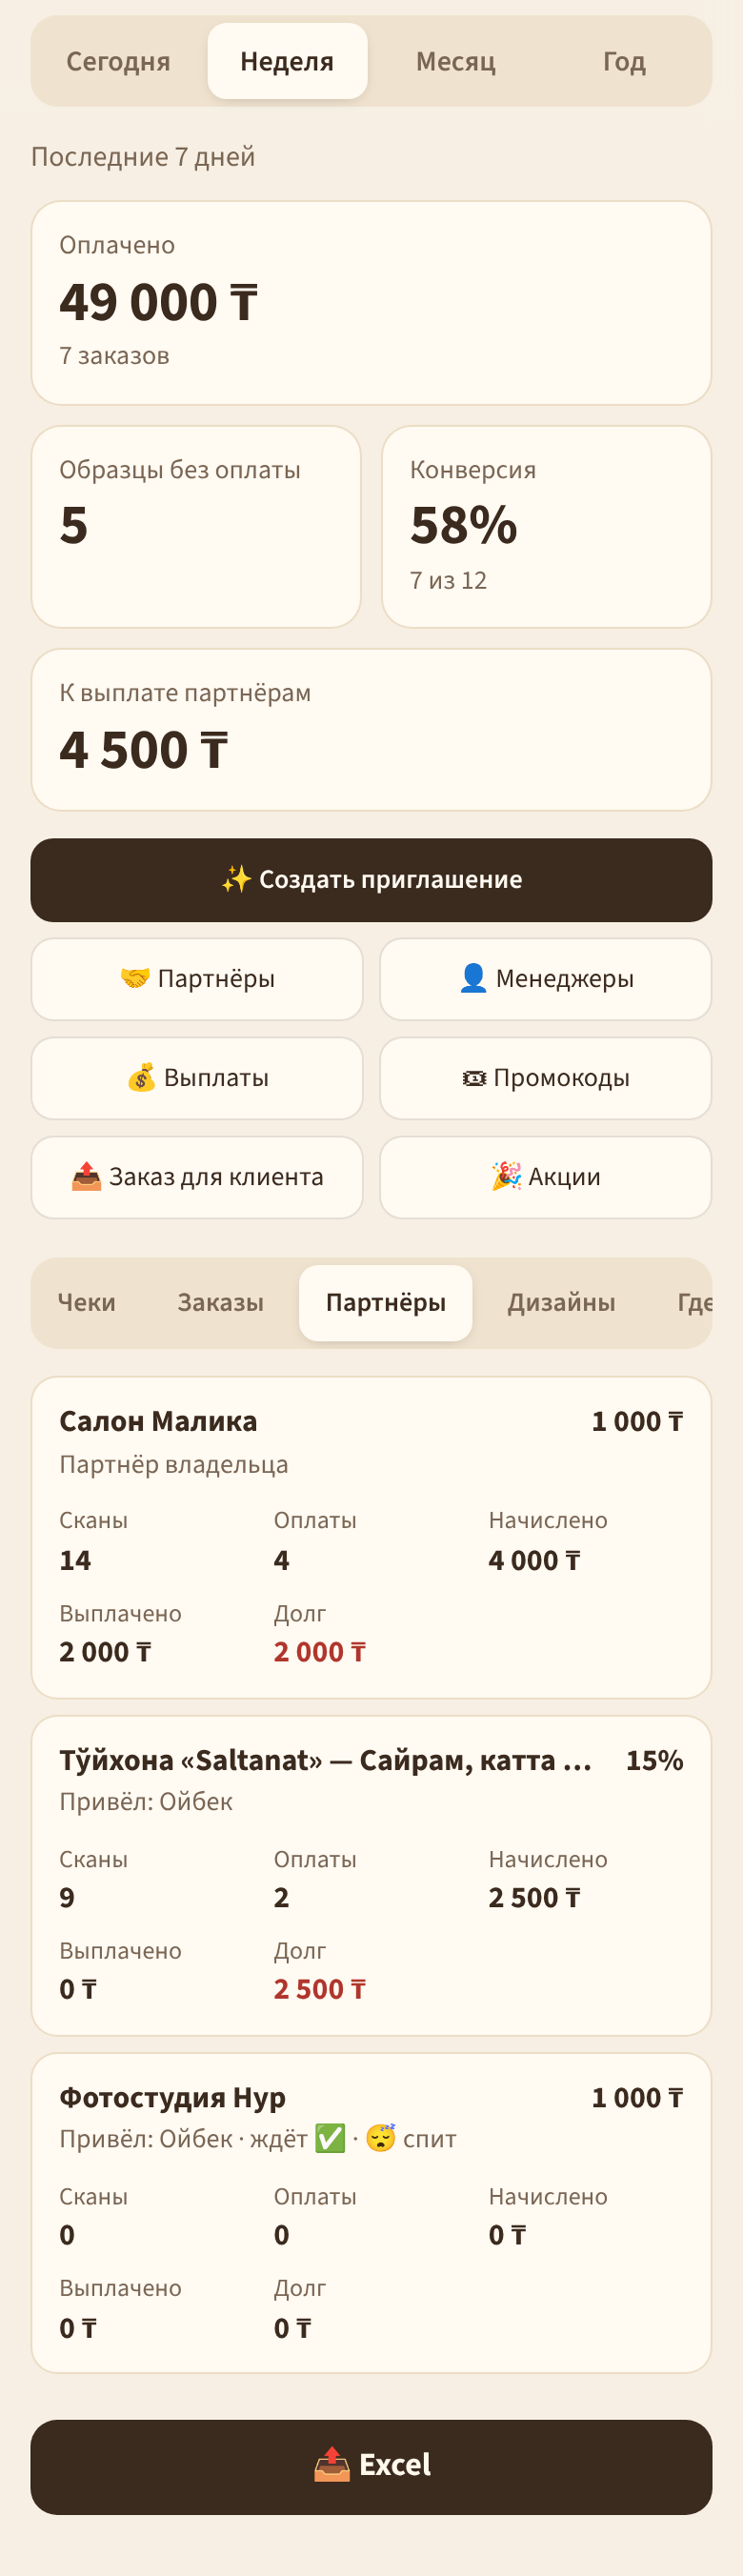 Сегодня Неделя Месяц Год
Последние 7 дней
Оплачено
49 000 ₸
7 заказов
Образцы без оплаты
5
Конверсия
58%
7 из 12
К выплате партнёрам
4 500 ₸
✨ Создать приглашение
🤝 Партнёры
👤 Менеджеры
💰 Выплаты
🎟 Промокоды
📤 Заказ для клиента
🎉 Акции
Чеки Заказы Партнёры Дизайны Где
Салон Малика 1 000 ₸
Партнёр владельца
Сканы Оплаты Начислено
14 4 4 000 ₸
Выплачено Долг
2 000 ₸ 2 000 ₸
Тўйхона «Saltanat» — Сайрам, катта ... 15%
Привёл: Ойбек
Сканы Оплаты Начислено
9 2 2 500 ₸
Выплачено Долг
0 ₸ 2 500 ₸
Фотостудия Нур 1 000 ₸
Привёл: Ойбек · ждёт ✅ · 😴 спит
Сканы Оплаты Начислено
0 0 0 ₸
Выплачено Долг
0 ₸ 0 ₸
📤 Excel